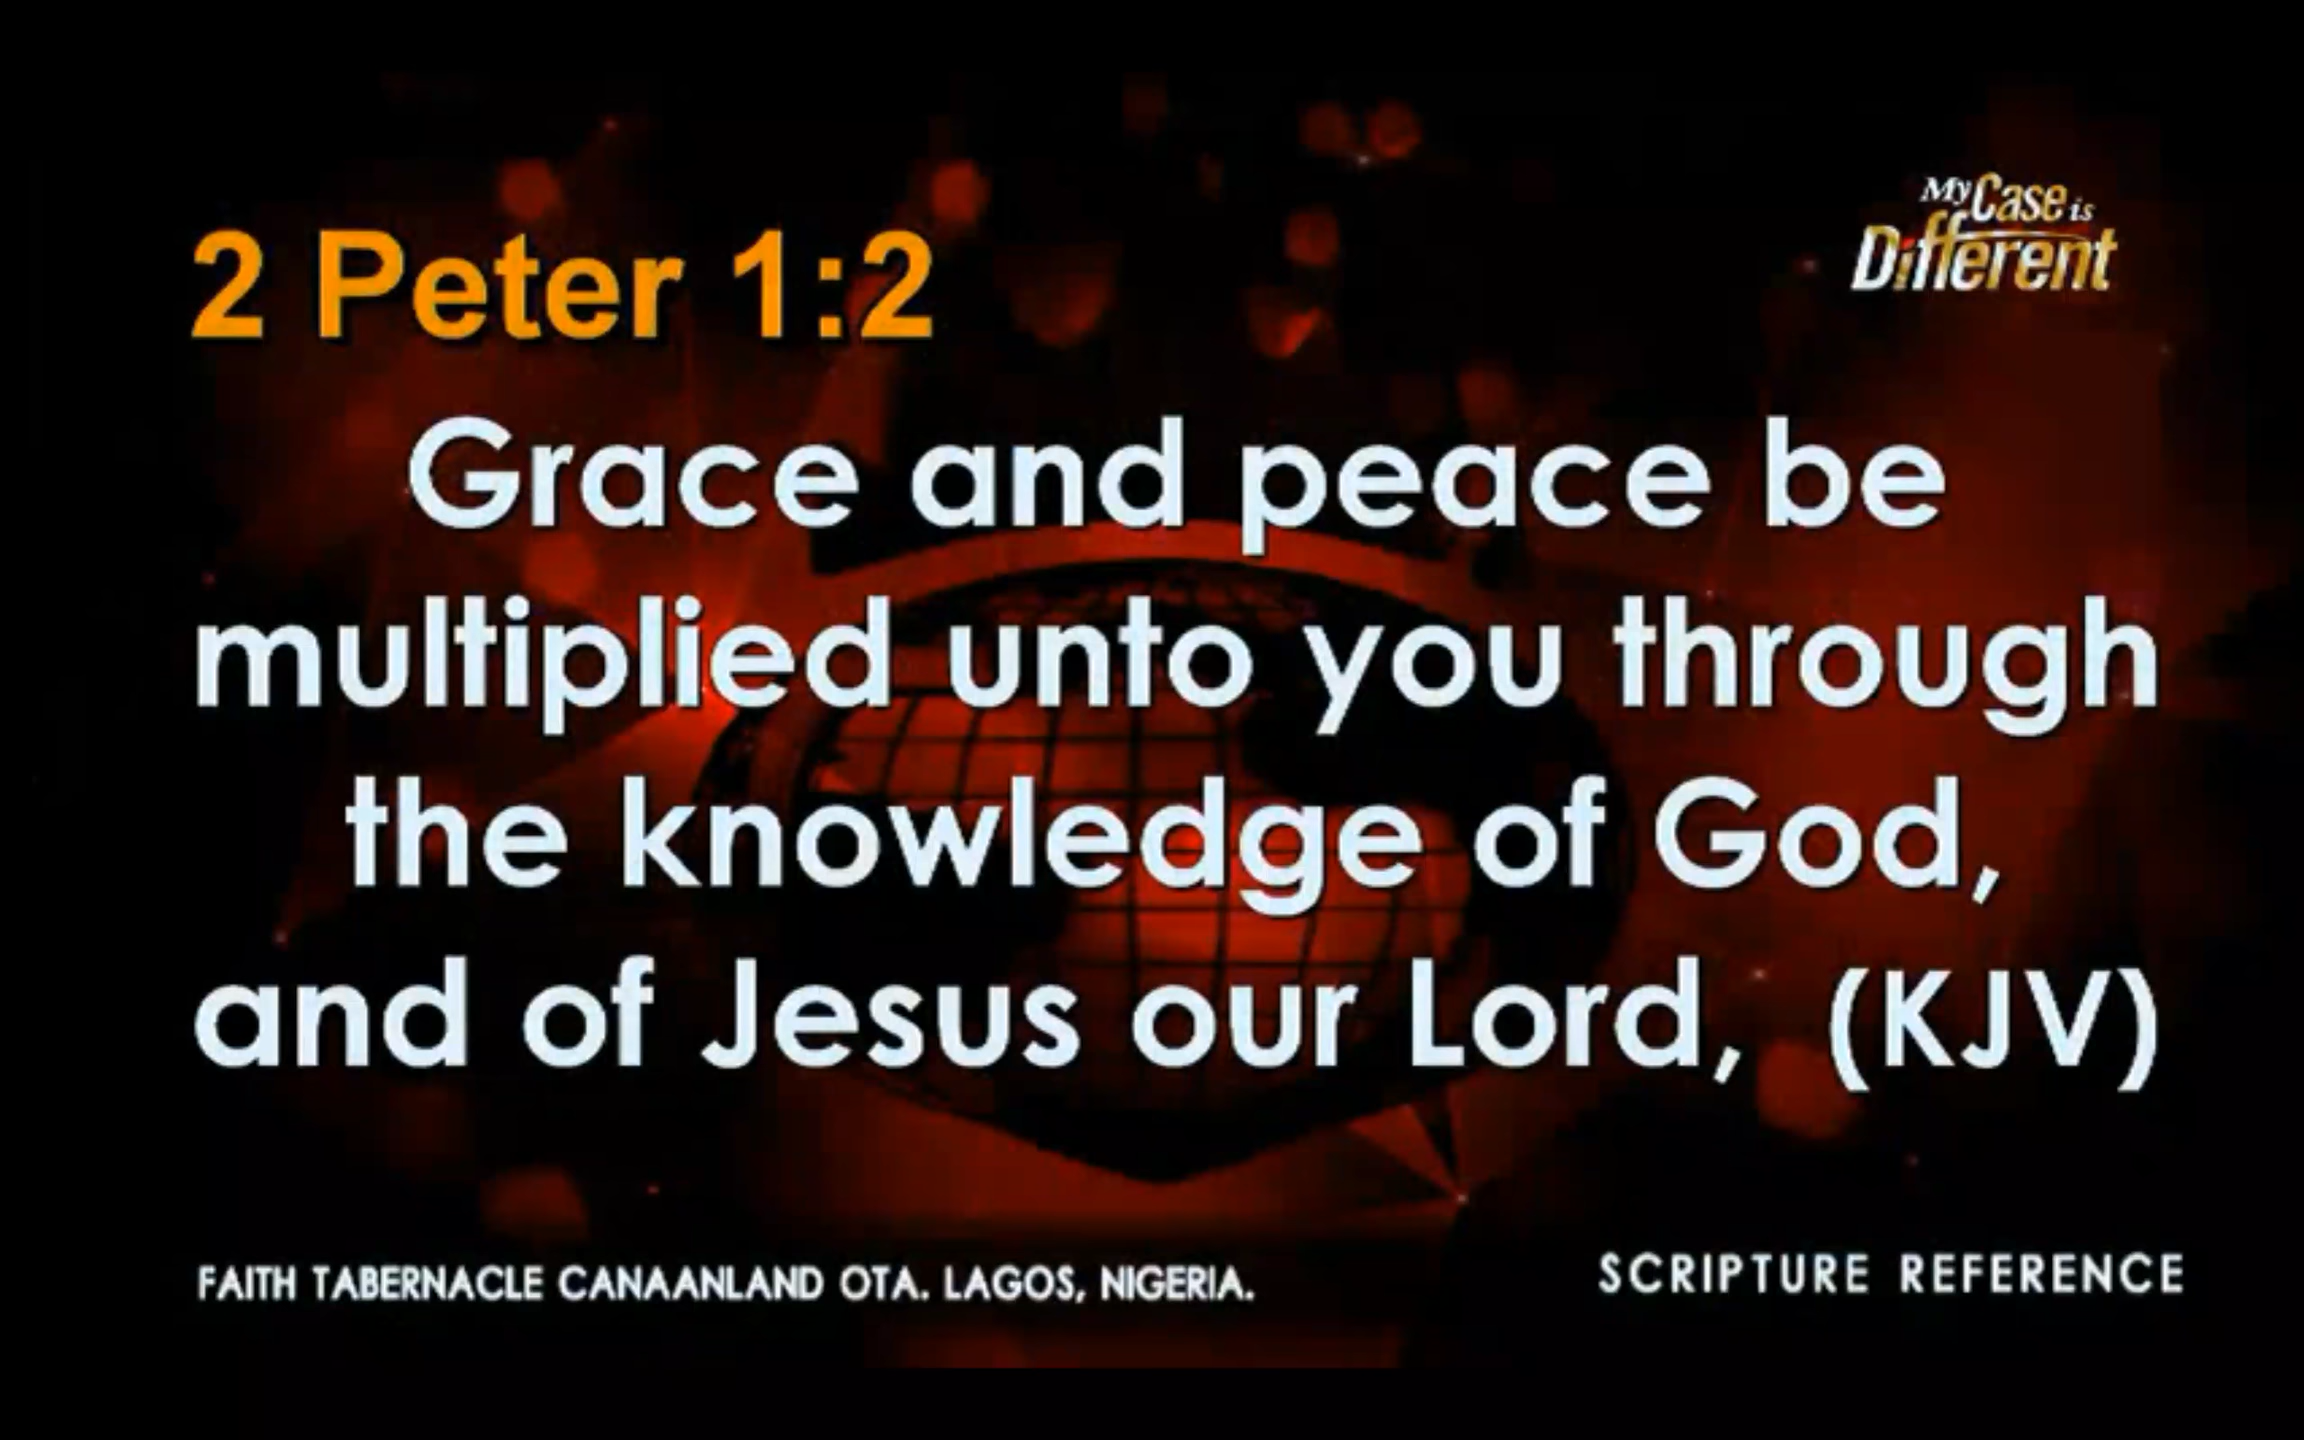 My Case is
Different
2 Peter 1:2
Grace and peace be
multiplied unto you through
the knowledge of God,
and of Jesus our Lord, (KJV)
FAITH TABERNACLE CANAANLAND OTA. LAGOS, NIGERIA.
SCRIPTURE REFERENCE